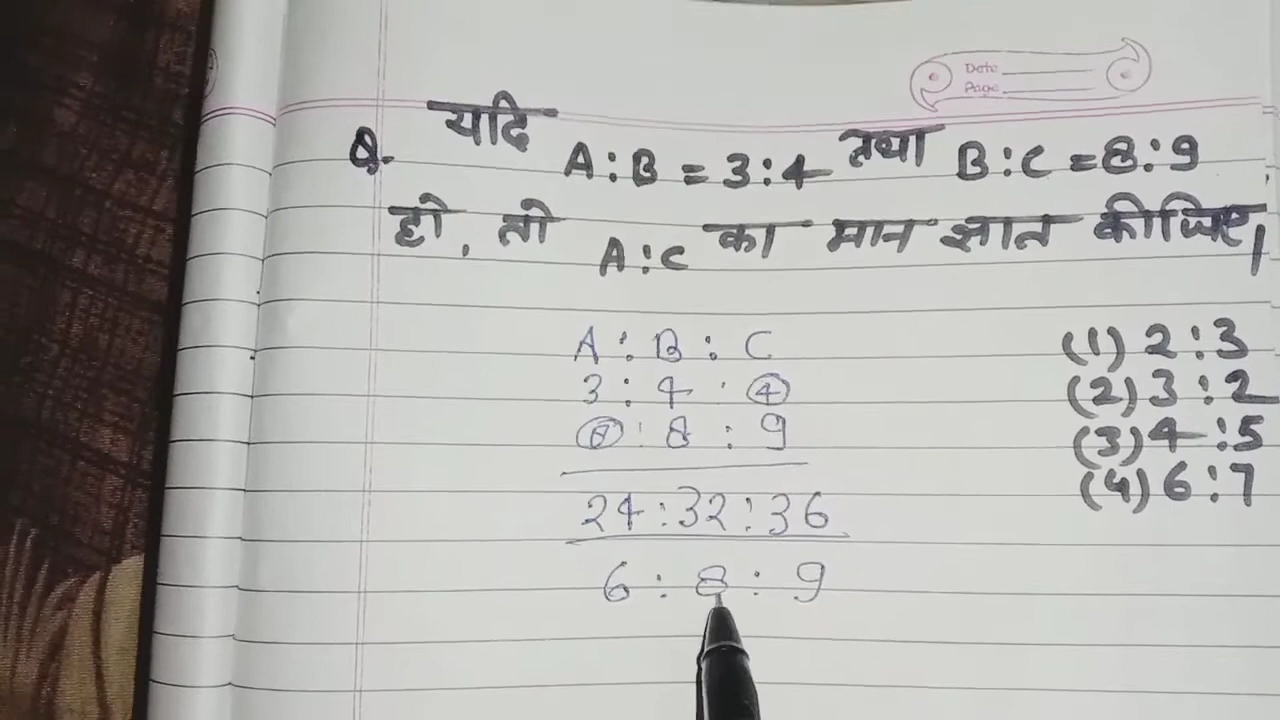 Date
Page
Q. यदि A:B = 3:4 तथा B:C = 8:9
हो, तो A:C का मान ज्ञात कीजिए।
A : B : C
3 : 4 : 4
8 : 8 : 9
24:32:36
6 : 8 : 9
(1) 2:3
(2) 3:2
(3) 4:5
(4) 6:7